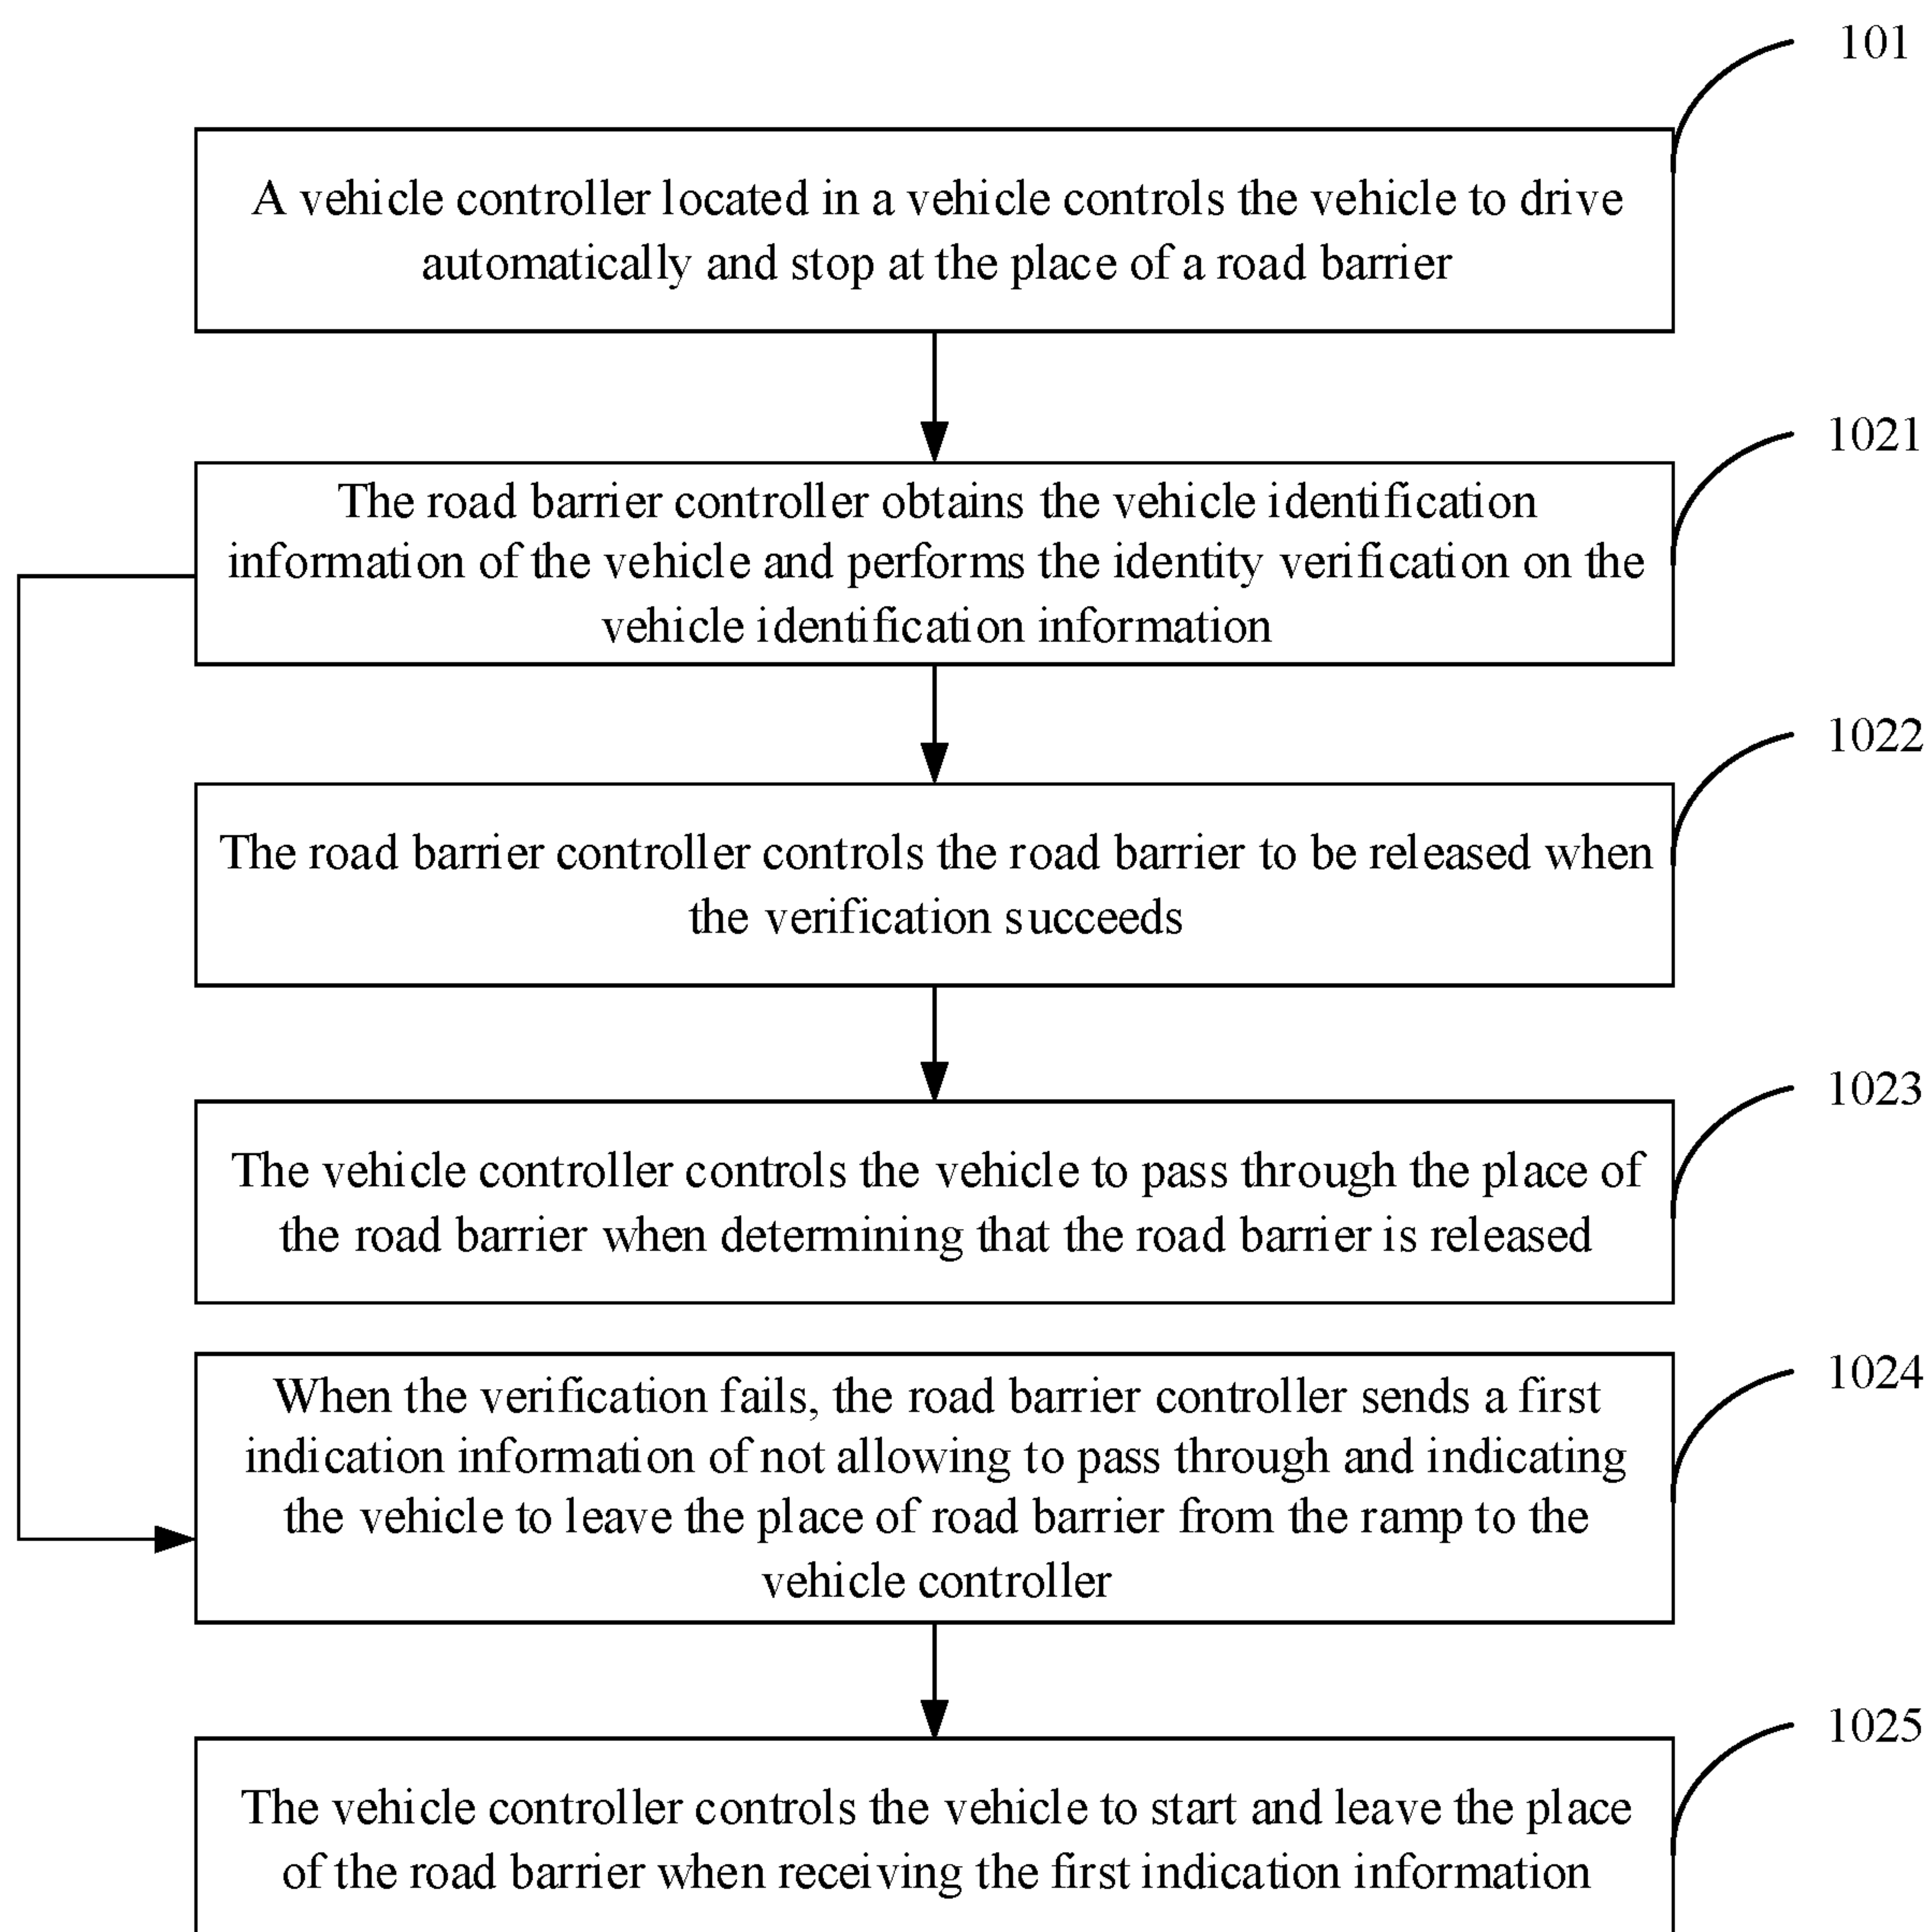 101
A vehicle controller located in a vehicle controls the vehicle to drive
automatically and stop at the place of a road barrier
1021
The road barrier controller obtains the vehicle identification
information of the vehicle and performs the identity verification on the
vehicle identification information
1022
The road barrier controller controls the road barrier to be released when
the verification succeeds
1023
The vehicle controller controls the vehicle to pass through the place of
the road barrier when determining that the road barrier is released
1024
When the verification fails, the road barrier controller sends a first
indication information of not allowing to pass through and indicating
the vehicle to leave the place of road barrier from the ramp to the
vehicle controller
1025
The vehicle controller controls the vehicle to start and leave the place
of the road barrier when receiving the first indication information